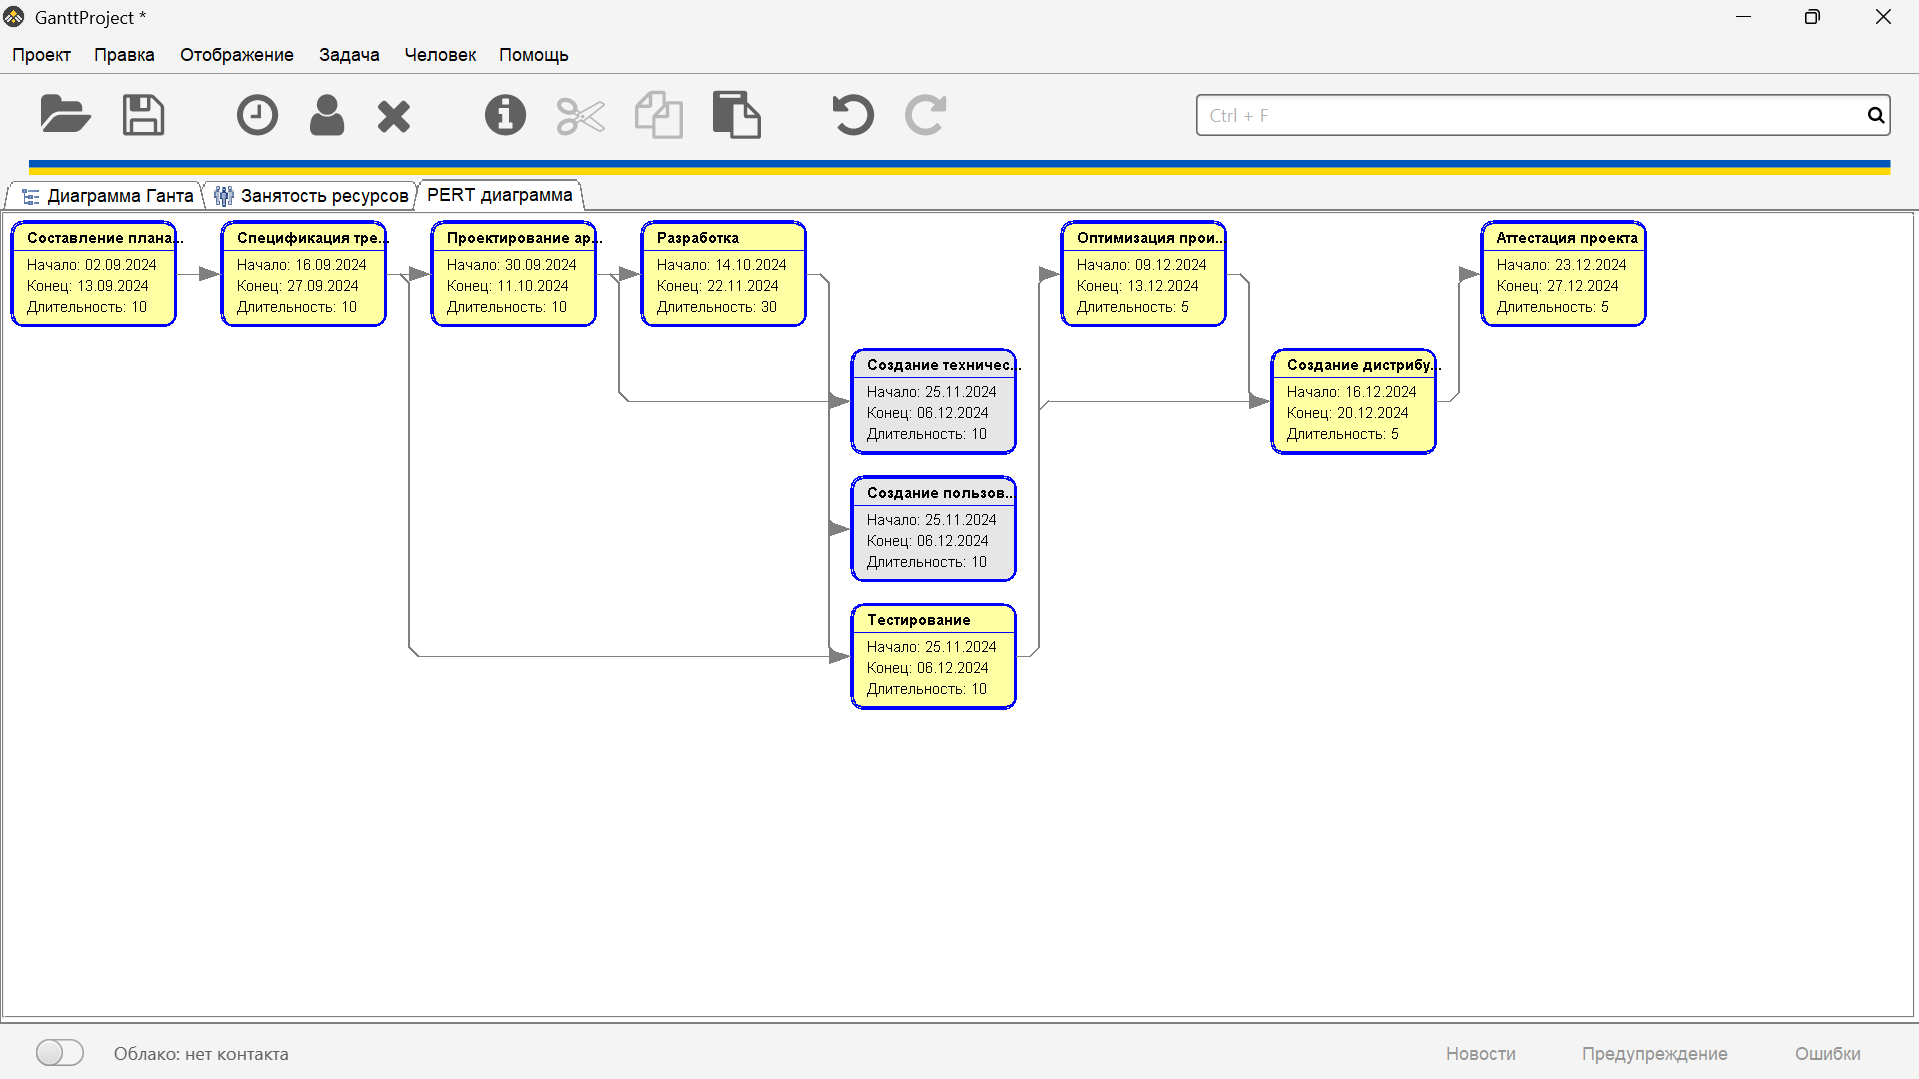 GanttProject *
Проект Правка Отображение Задача Человек Помощь
Ctrl + F
Диаграмма Ганта Занятость ресурсов PERT диаграмма
Составление плана...
Начало: 02.09.2024
Конец: 13.09.2024
Длительность: 10
Спецификация тре...
Начало: 16.09.2024
Конец: 27.09.2024
Длительность: 10
Проектирование ар...
Начало: 30.09.2024
Конец: 11.10.2024
Длительность: 10
Разработка
Начало: 14.10.2024
Конец: 22.11.2024
Длительность: 30
Оптимизация прои...
Начало: 09.12.2024
Конец: 13.12.2024
Длительность: 5
Аттестация проекта
Начало: 23.12.2024
Конец: 27.12.2024
Длительность: 5
Создание техничес...
Начало: 25.11.2024
Конец: 06.12.2024
Длительность: 10
Создание дистрибу...
Начало: 16.12.2024
Конец: 20.12.2024
Длительность: 5
Создание пользов...
Начало: 25.11.2024
Конец: 06.12.2024
Длительность: 10
Тестирование
Начало: 25.11.2024
Конец: 06.12.2024
Длительность: 10
Облако: нет контакта
Новости Предупреждение Ошибки